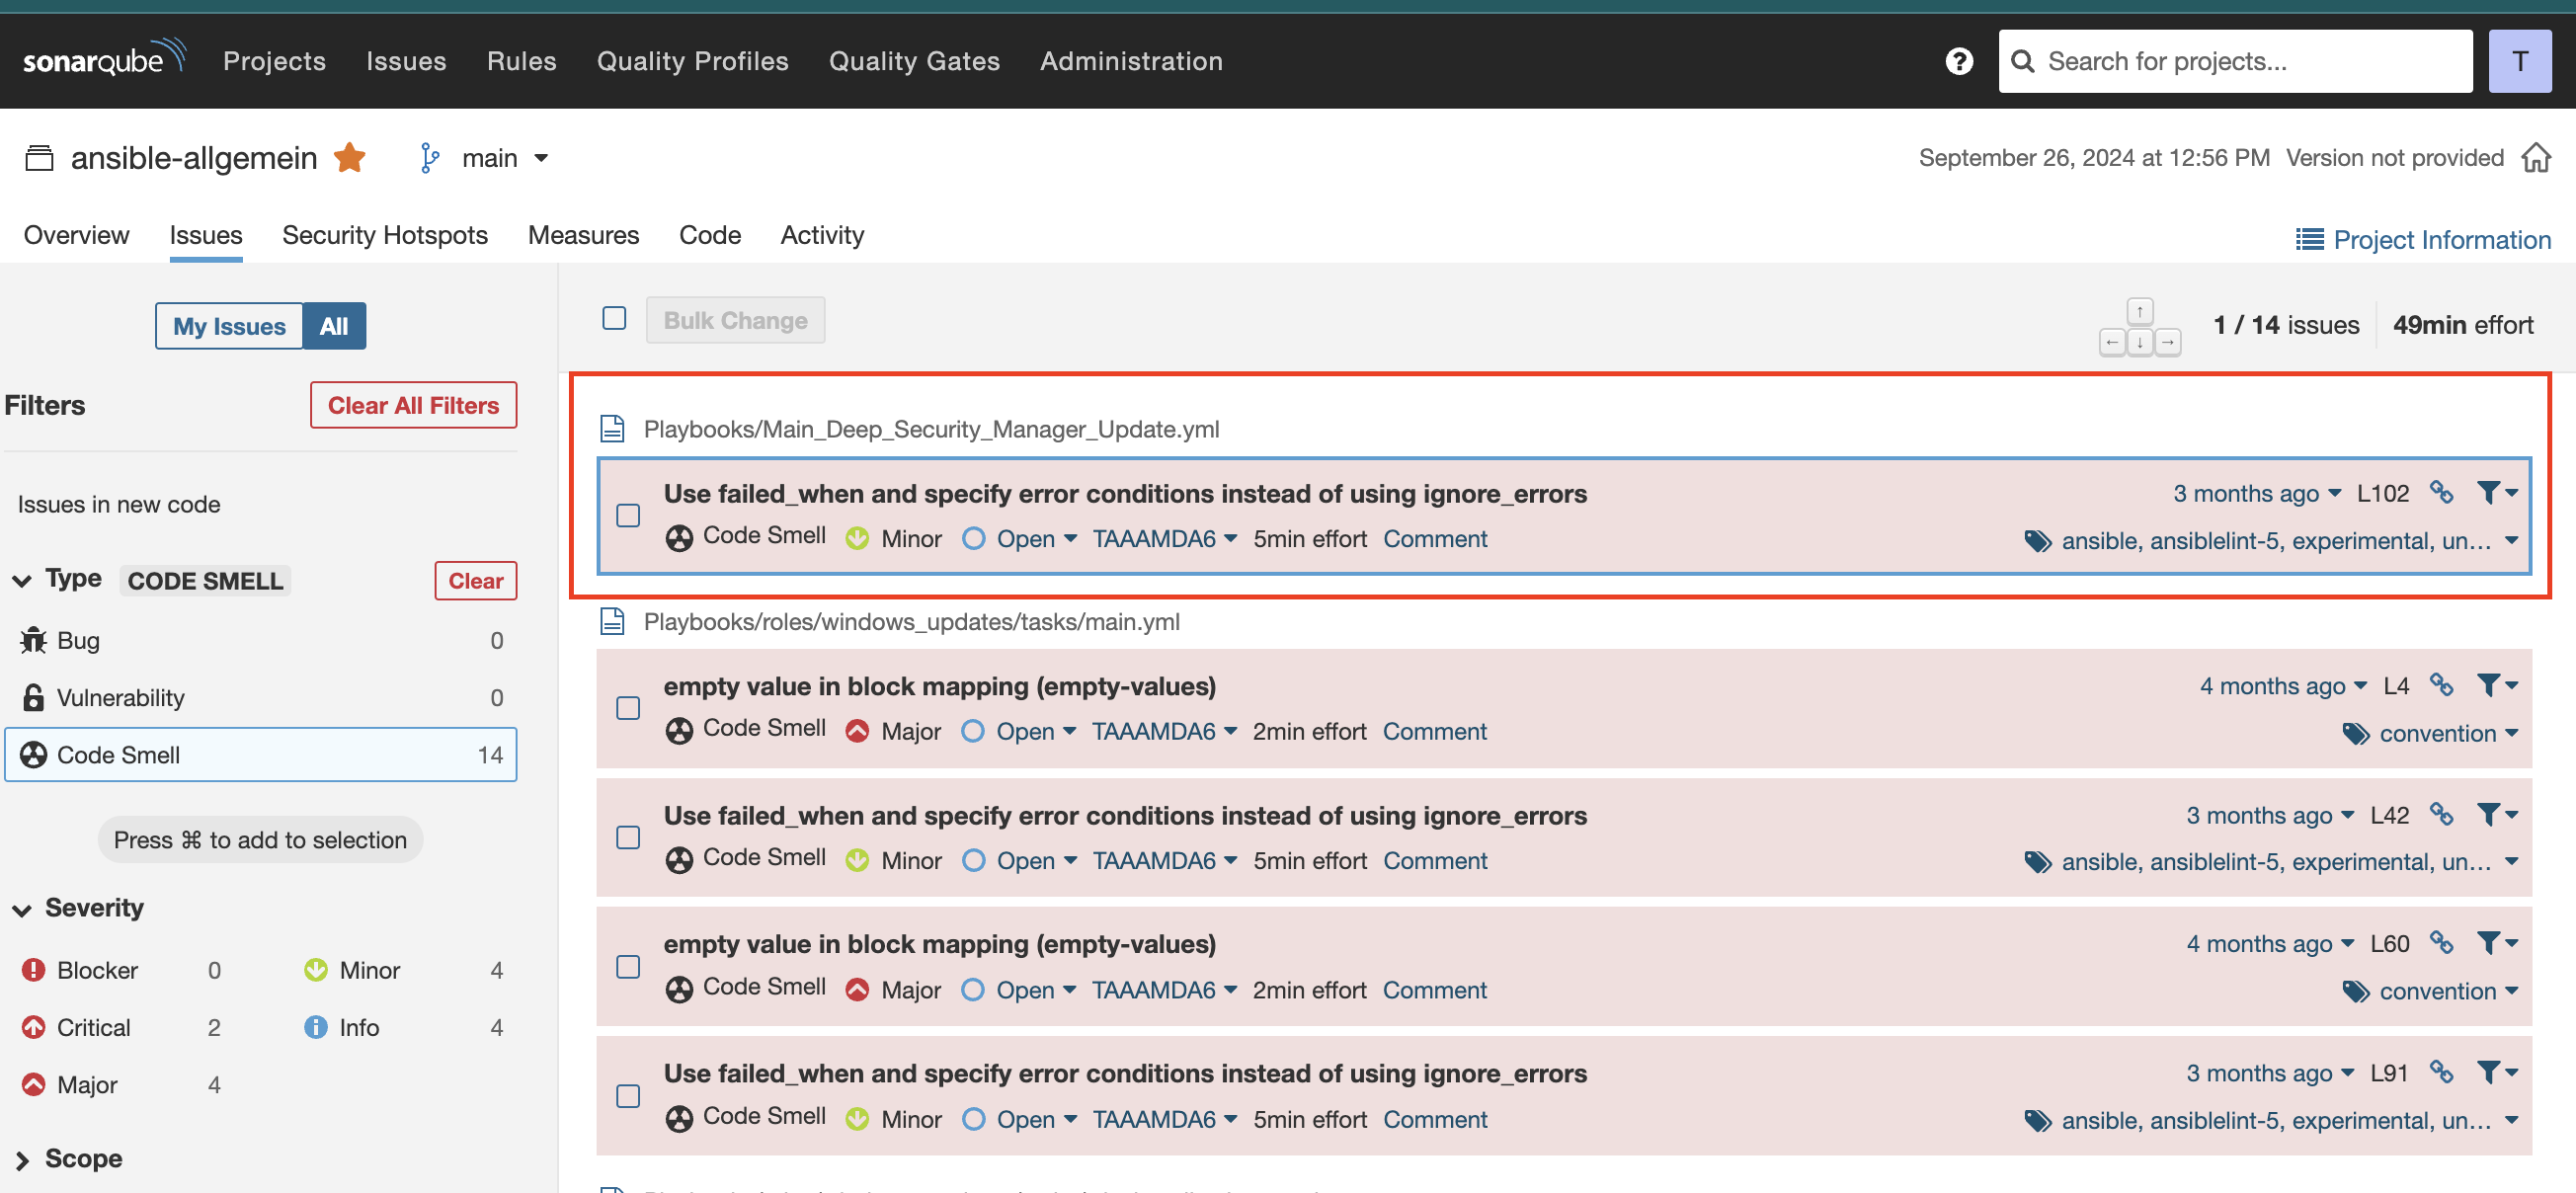 sonarqube Projects Issues Rules Quality Profiles Quality Gates Administration ? Search for projects... T
ansible-allgemein main September 26, 2024 at 12:56 PM Version not provided
Overview Issues Security Hotspots Measures Code Activity Project Information
My Issues All
Bulk Change
1 / 14 issues 49min effort
Filters Clear All Filters
Issues in new code
Type CODE SMELL Clear
Bug 0
Vulnerability 0
Code Smell 14
Press ⌘ to add to selection
Severity
Blocker 0 Minor 4
Critical 2 Info 4
Major 4
Scope
Playbooks/Main_Deep_Security_Manager_Update.yml
Use failed_when and specify error conditions instead of using ignore_errors 3 months ago L102
Code Smell Minor Open TAAAMDA6 5min effort Comment ansible, ansiblelint-5, experimental, un...
Playbooks/roles/windows_updates/tasks/main.yml
empty value in block mapping (empty-values) 4 months ago L4
Code Smell Major Open TAAAMDA6 2min effort Comment convention
Use failed_when and specify error conditions instead of using ignore_errors 3 months ago L42
Code Smell Minor Open TAAAMDA6 5min effort Comment ansible, ansiblelint-5, experimental, un...
empty value in block mapping (empty-values) 4 months ago L60
Code Smell Major Open TAAAMDA6 2min effort Comment convention
Use failed_when and specify error conditions instead of using ignore_errors 3 months ago L91
Code Smell Minor Open TAAAMDA6 5min effort Comment ansible, ansiblelint-5, experimental, un...